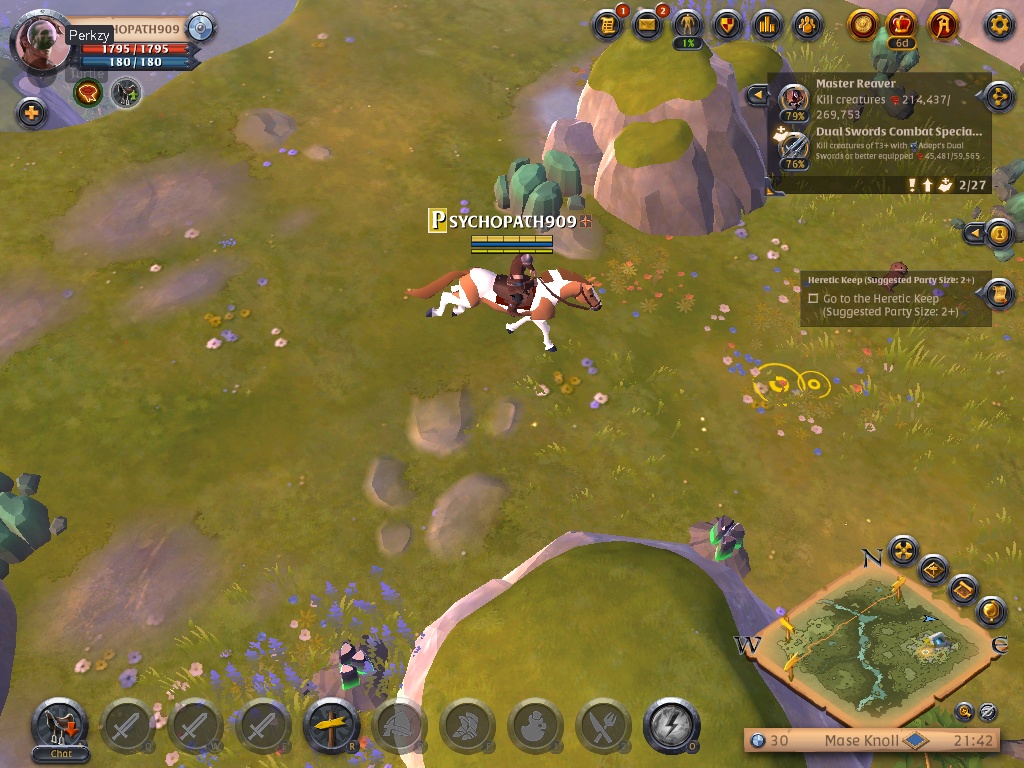 Perkzy
HOPATH909
1795 / 1795
180 / 180
Turtle
1
2
1%
6d
Master Reaver
Kill creatures 214,437/
269,753
79%
Dual Swords Combat Specia...
Kill creatures of T3+ with Adept's Dual
Swords or better equipped 45,481/59,565
76%
2/27
PSYCHOPATH909
Heretic Keep (Suggested Party Size: 2+)
Go to the Heretic Keep
(Suggested Party Size: 2+)
N
W
E
Chat
Q
W
E
R
F
O
30
Mase Knoll
21:42